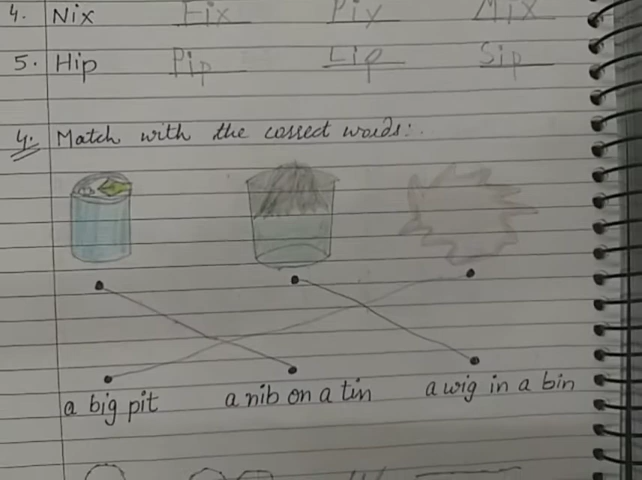 4. Nix Fix Pix Mix
5. Hip Pip Lip Sip
4. Match with the correct words:
a big pit a nib on a tin a wig in a bin